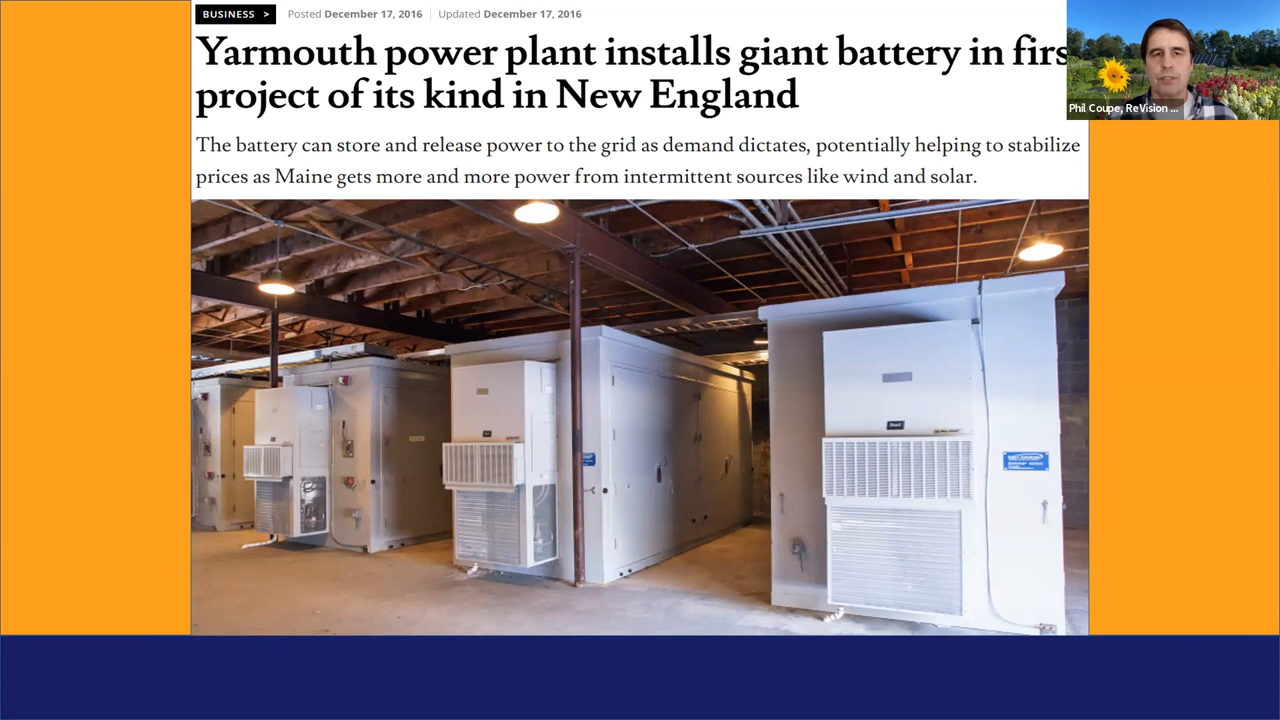 BUSINESS >
Posted December 17, 2016 Updated December 17, 2016
Yarmouth power plant installs giant battery in firs
project of its kind in New England
The battery can store and release power to the grid as demand dictates, potentially helping to stabilize
prices as Maine gets more and more power from intermittent sources like wind and solar.
Phil Coupe, ReVision ...